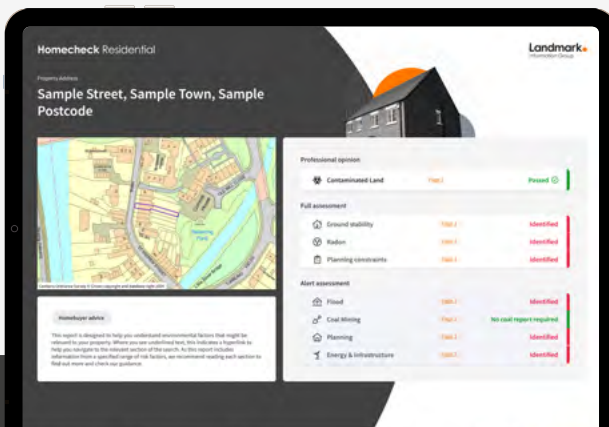 Homecheck Residential
Landmark
Information Group
Property Address
Sample Street, Sample Town, Sample
Postcode
Professional opinion
Contaminated Land
Passed
Full assessment
Ground stability
Identified
Radon
Identified
Planning constraints
Identified
Alert assessment
Flood
Identified
Coal Mining
No coal report required
Planning
Identified
Energy & Infrastructure
Identified
Homebuyer advice
This report is designed to help you understand environmental factors that might be
relevant to your property. Where you see underlined text, this indicates a hyperlink to
help you navigate to the relevant section of the search. As this report includes
information from a specified range of risk factors, we recommend reading each section to
find out more and check our guidance.